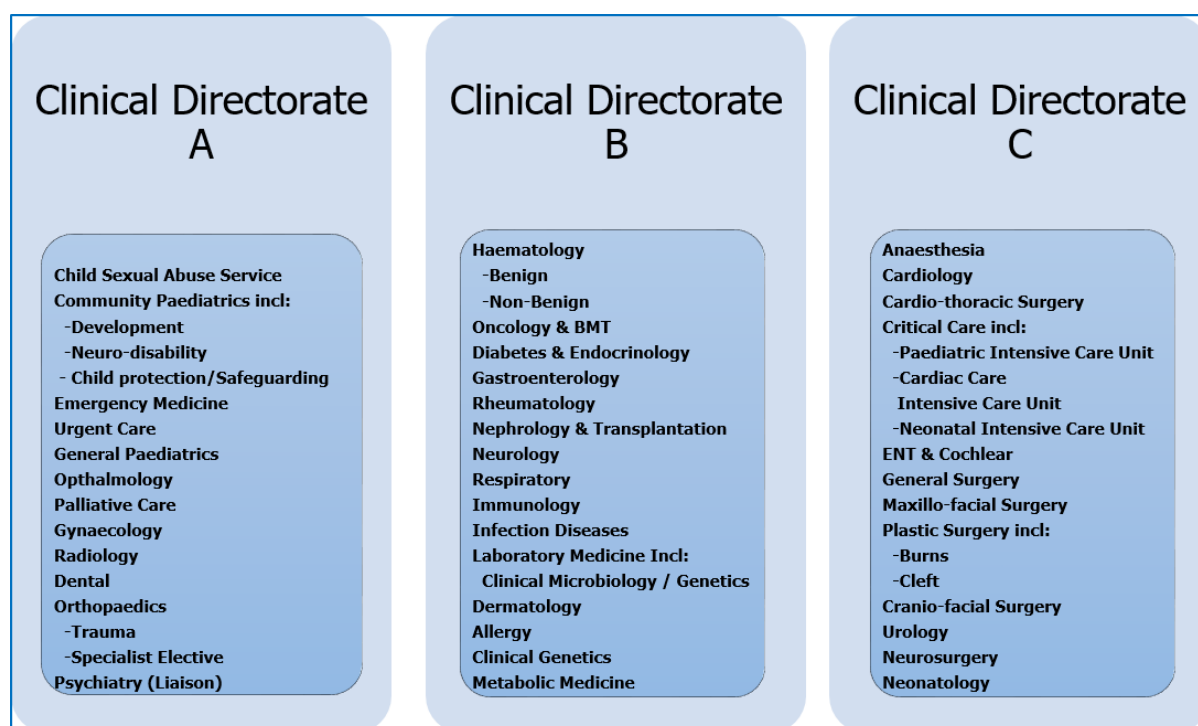 Clinical Directorate
A
Child Sexual Abuse Service
Community Paediatrics incl:
-Development
-Neuro-disability
- Child protection/Safeguarding
Emergency Medicine
Urgent Care
General Paediatrics
Opthalmology
Palliative Care
Gynaecology
Radiology
Dental
Orthopaedics
-Trauma
-Specialist Elective
Psychiatry (Liaison)
Clinical Directorate
B
Haematology
-Benign
-Non-Benign
Oncology & BMT
Diabetes & Endocrinology
Gastroenterology
Rheumatology
Nephrology & Transplantation
Neurology
Respiratory
Immunology
Infection Diseases
Laboratory Medicine Incl:
Clinical Microbiology / Genetics
Dermatology
Allergy
Clinical Genetics
Metabolic Medicine
Clinical Directorate
C
Anaesthesia
Cardiology
Cardio-thoracic Surgery
Critical Care incl:
-Paediatric Intensive Care Unit
-Cardiac Care
Intensive Care Unit
-Neonatal Intensive Care Unit
ENT & Cochlear
General Surgery
Maxillo-facial Surgery
Plastic Surgery incl:
-Burns
-Cleft
Cranio-facial Surgery
Urology
Neurosurgery
Neonatology